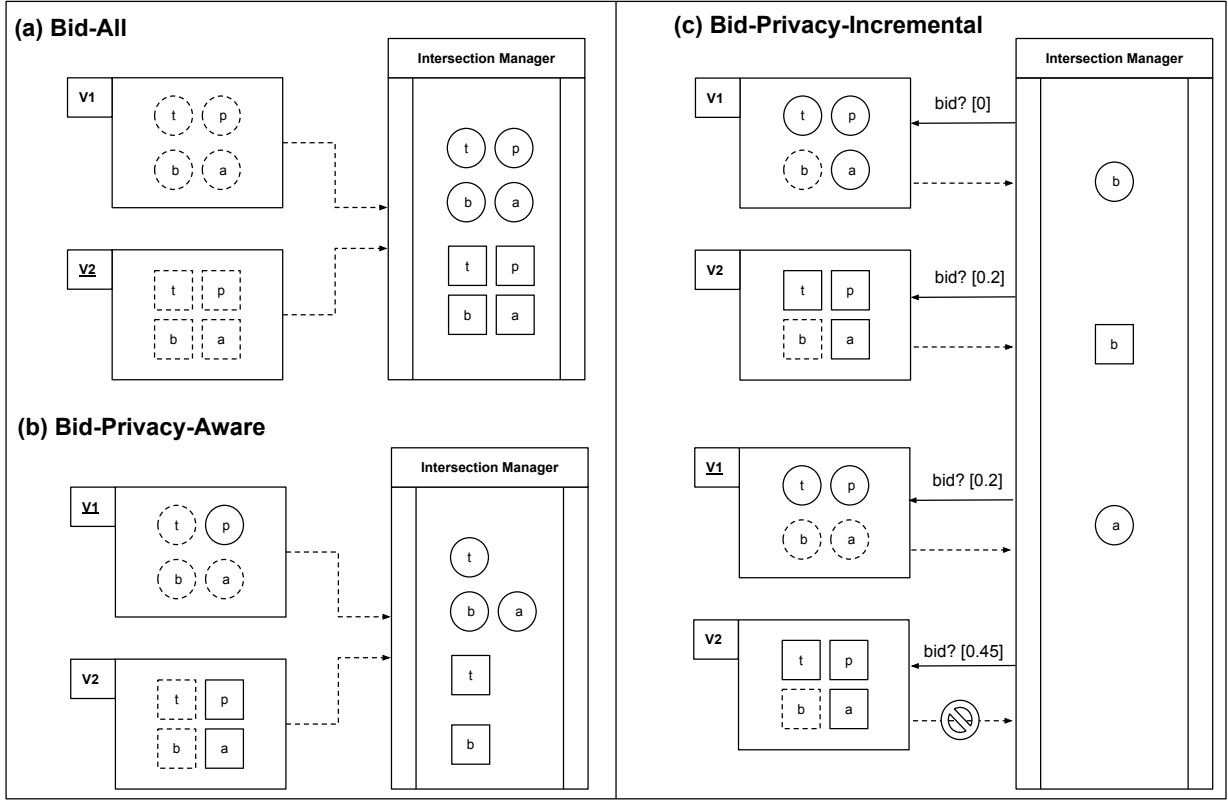 (a) Bid-All
Intersection Manager
V1
t p
b a
V2
t p
b a
t p
b a
t p
b a
(b) Bid-Privacy-Aware
Intersection Manager
V1
t p
b a
V2
t p
b a
t
b a
t
b
(c) Bid-Privacy-Incremental
Intersection Manager
V1
t p
b a
bid? [0]
b
V2
t p
b a
bid? [0.2]
b
V1
t p
b a
bid? [0.2]
a
V2
t p
b a
bid? [0.45]